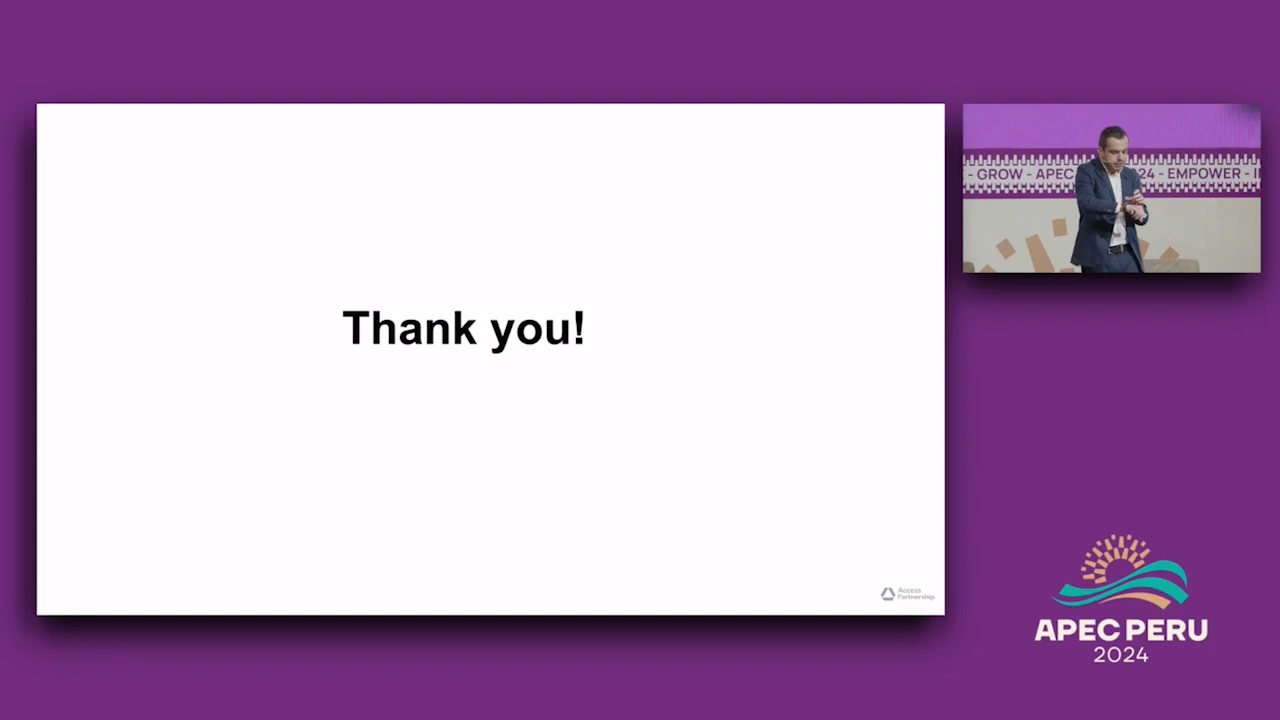 Thank you!
Access
Partnership
- GROW - APEC 24 - EMPOWER - I
APEC PERU
2024